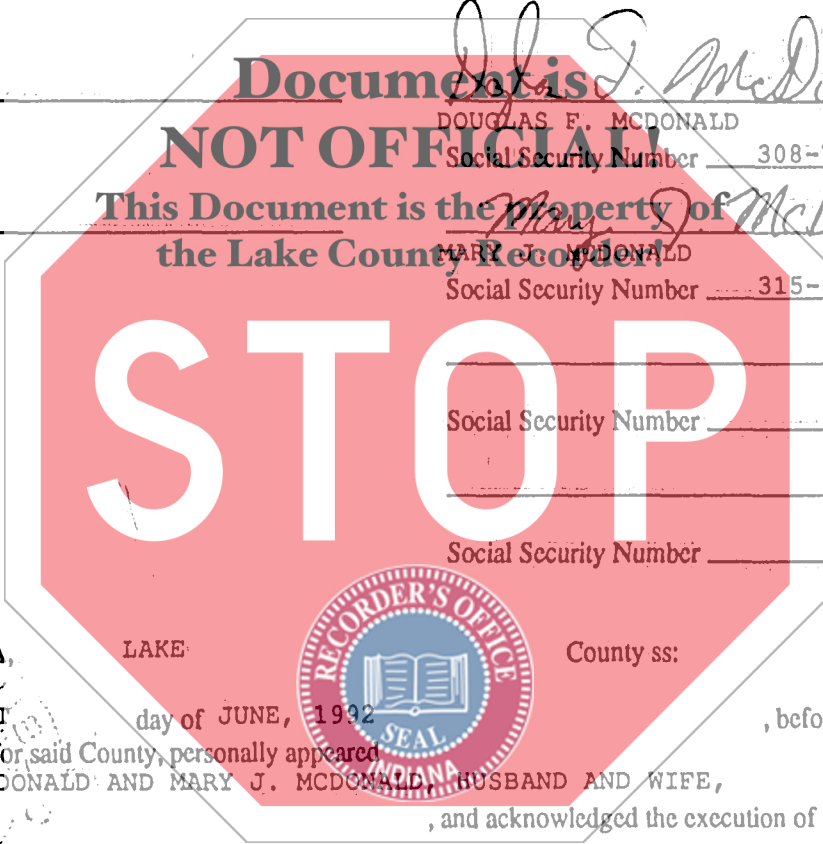 Document is
NOT OFFICIAL!
DOUGLAS F. MCDONALD
Social Security Number 308-
This Document is the property of
the Lake County Recorder!
MARY J. MCDONALD
Social Security Number 315-
STOP
Social Security Number
Social Security Number
RECORDER'S OFFICE
SEAL
INDIANA
LAKE County ss:
day of JUNE, 1992 , befo
or said County, personally appeared
DONALD AND MARY J. MCDONALD, HUSBAND AND WIFE,
, and acknowledged the execution of